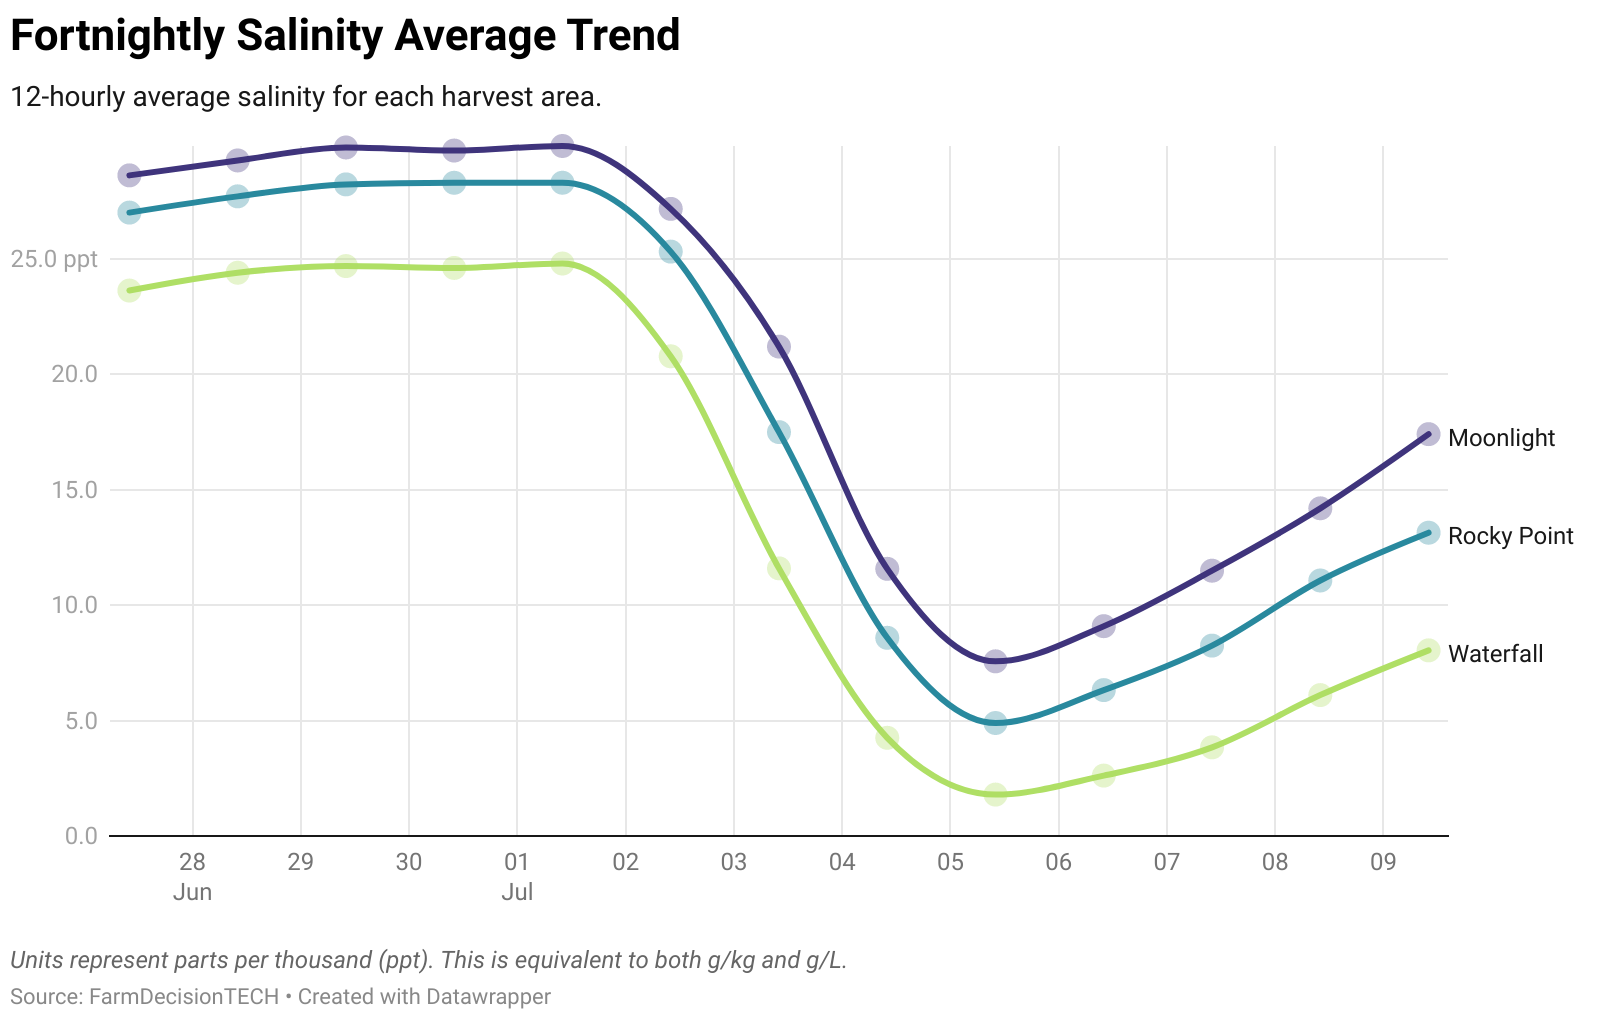 Fortnightly Salinity Average Trend
12-hourly average salinity for each harvest area.
25.0 ppt
20.0
15.0
10.0
5.0
0.0
Moonlight
Rocky Point
Waterfall
28 29 30 01 02 03 04 05 06 07 08 09
Jun Jul
Units represent parts per thousand (ppt). This is equivalent to both g/kg and g/L.
Source: FarmDecisionTECH • Created with Datawrapper